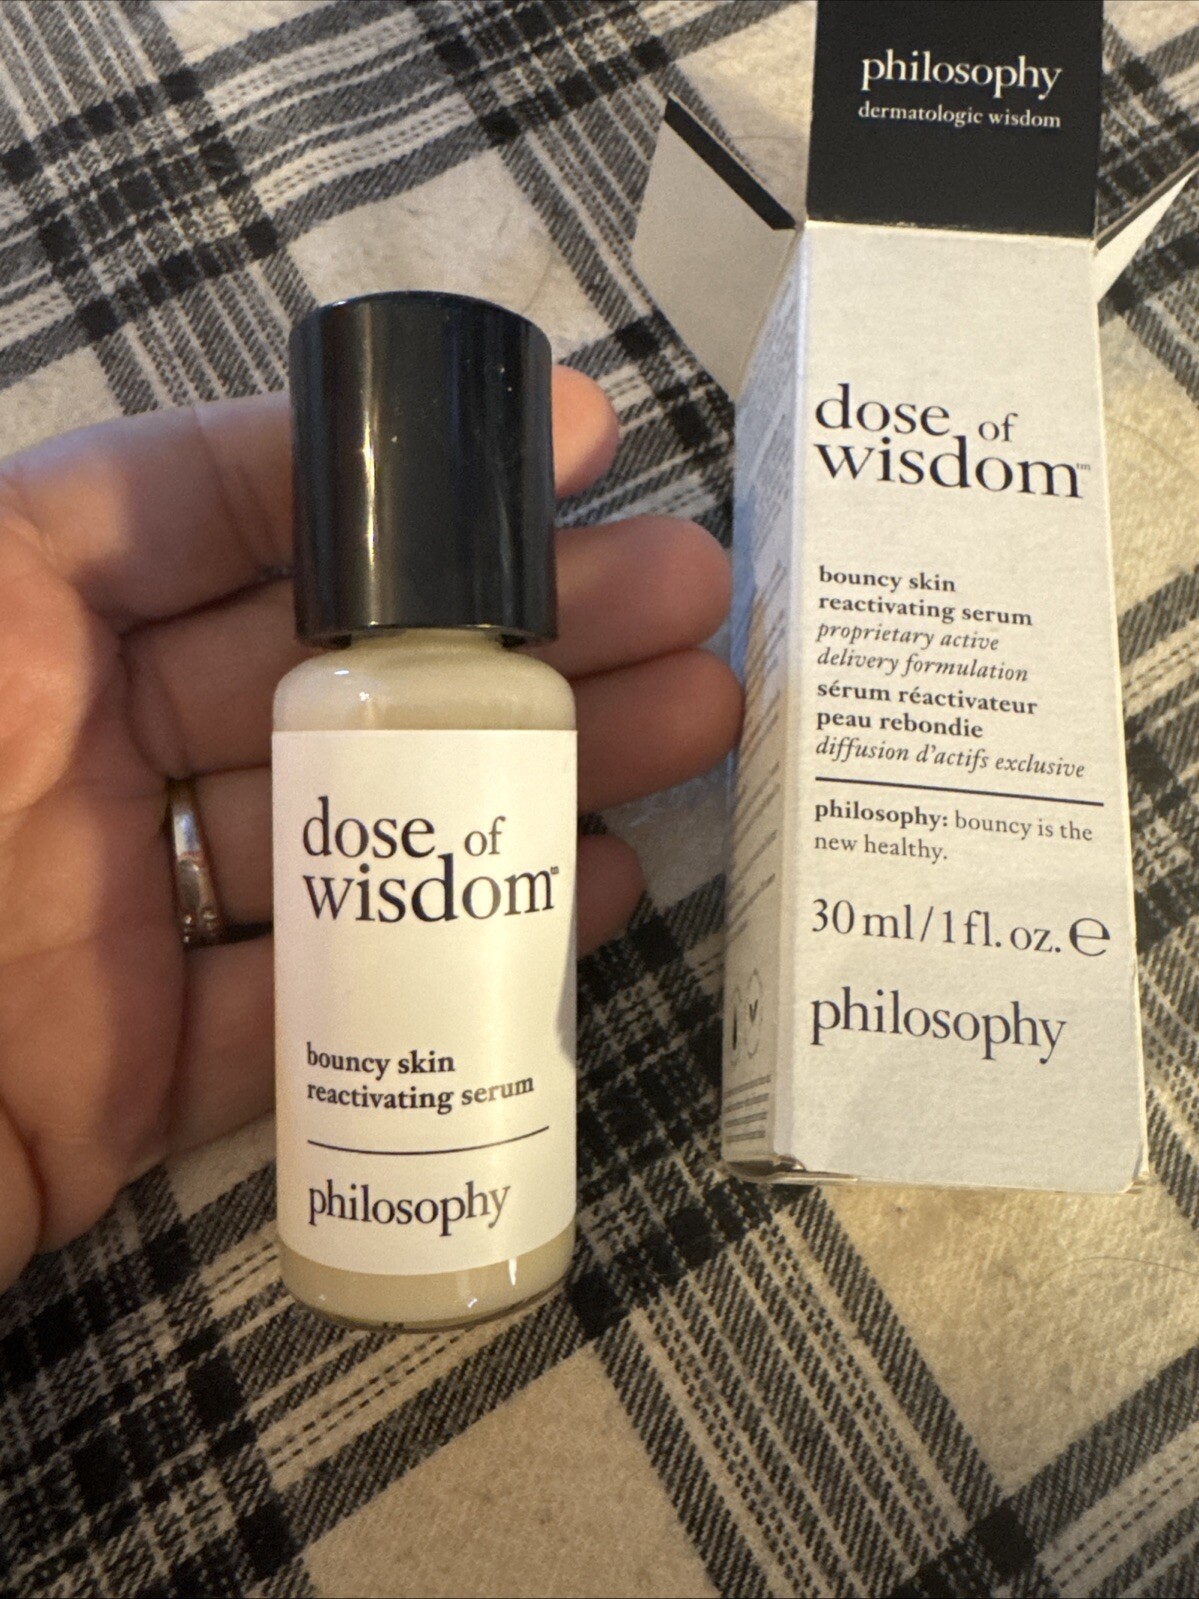 philosophy
dermatologic wisdom
dose of
wisdom™
bouncy skin
reactivating serum
proprietary active
delivery formulation
sérum réactivateur
peau rebondie
diffusion d'actifs exclusive
philosophy: bouncy is the
new healthy.
30 ml/1 fl. oz. ℮
philosophy
dose of
wisdom™
bouncy skin
reactivating serum
philosophy